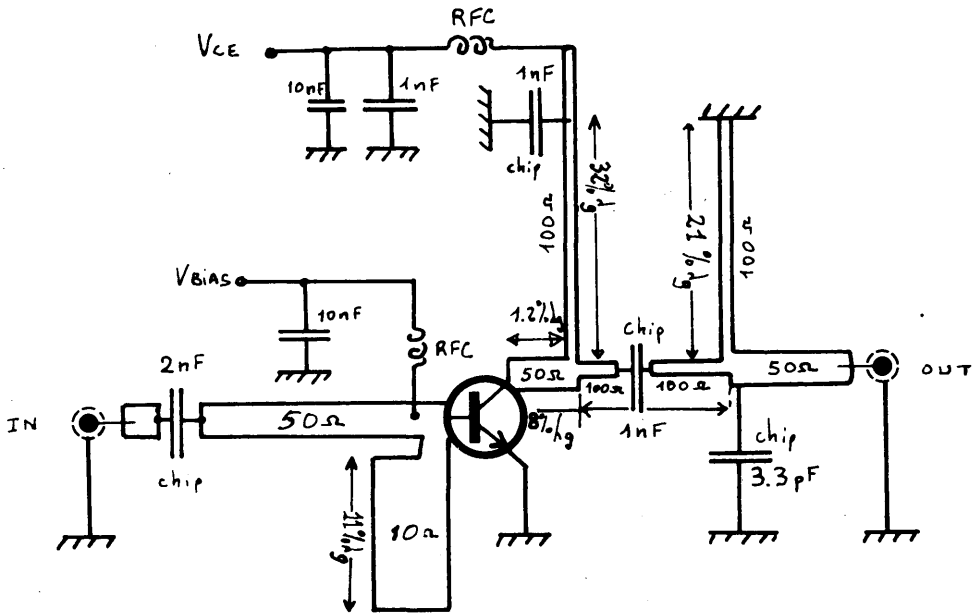 RFC
VCE
10nF
1nF
1nF
chip
32%λg
100Ω
21%λg
100Ω
VBiAS
10nF
RFC
1.2%λg
chip
2nF
50Ω
100Ω
100Ω
50Ω
OUT
IN
50Ω
8%λg
1nF
chip
chip
3.3pF
11%λg
10Ω